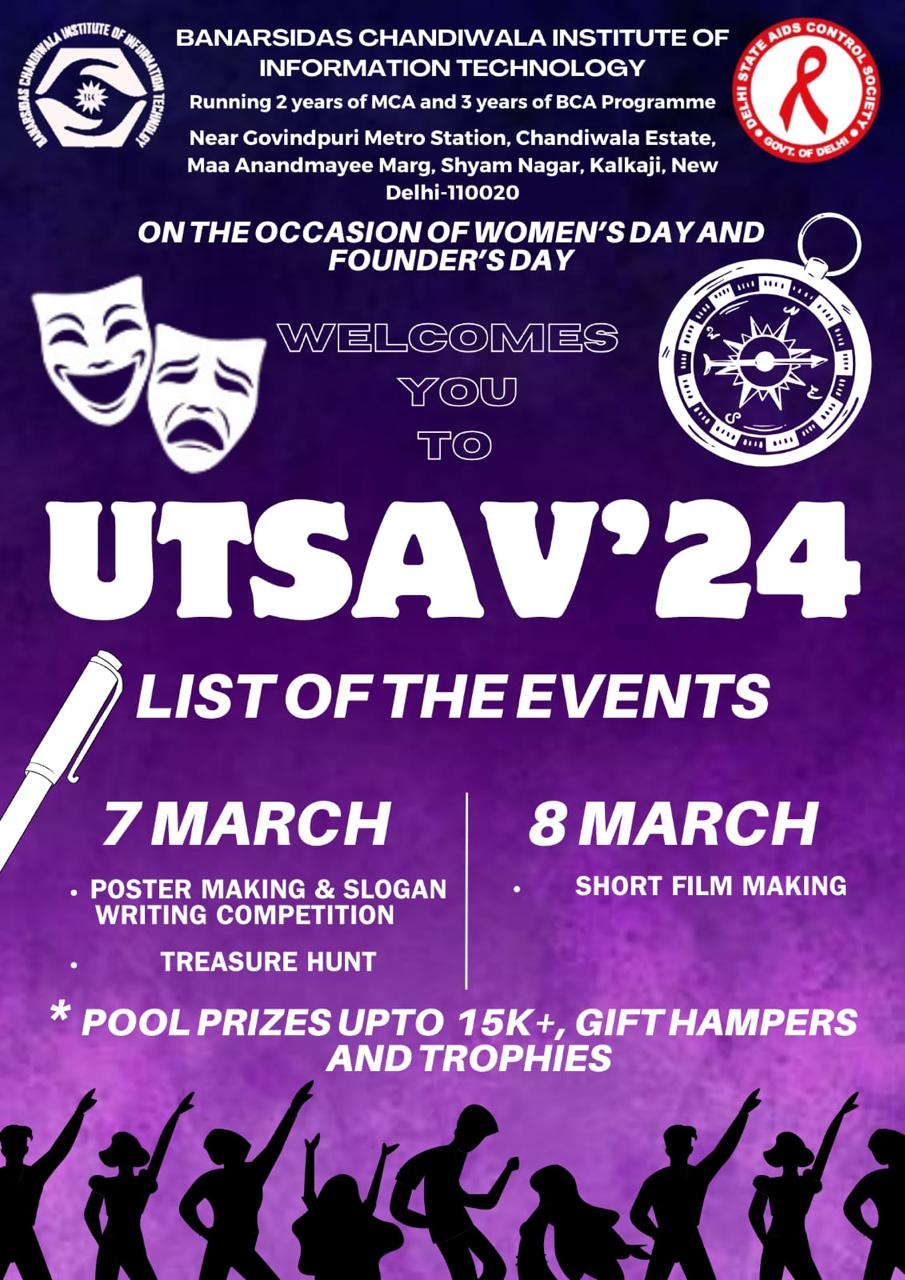 BANARSIDAS CHANDIWALA INSTITUTE OF INFORMATION TECHNOLOGY
DELHI STATE AIDS CONTROL SOCIETY
GOVT. OF DELHI
BANARSIDAS CHANDIWALA INSTITUTE OF
INFORMATION TECHNOLOGY
Running 2 years of MCA and 3 years of BCA Programme
Near Govindpuri Metro Station, Chandiwala Estate,
Maa Anandmayee Marg, Shyam Nagar, Kalkaji, New
Delhi-110020
ON THE OCCASION OF WOMEN'S DAY AND
FOUNDER'S DAY
WELCOMES
YOU
TO
UTSAV'24
LIST OF THE EVENTS
7 MARCH
• POSTER MAKING & SLOGAN
WRITING COMPETITION
• TREASURE HUNT
8 MARCH
• SHORT FILM MAKING
* POOL PRIZES UPTO 15K+, GIFT HAMPERS
AND TROPHIES